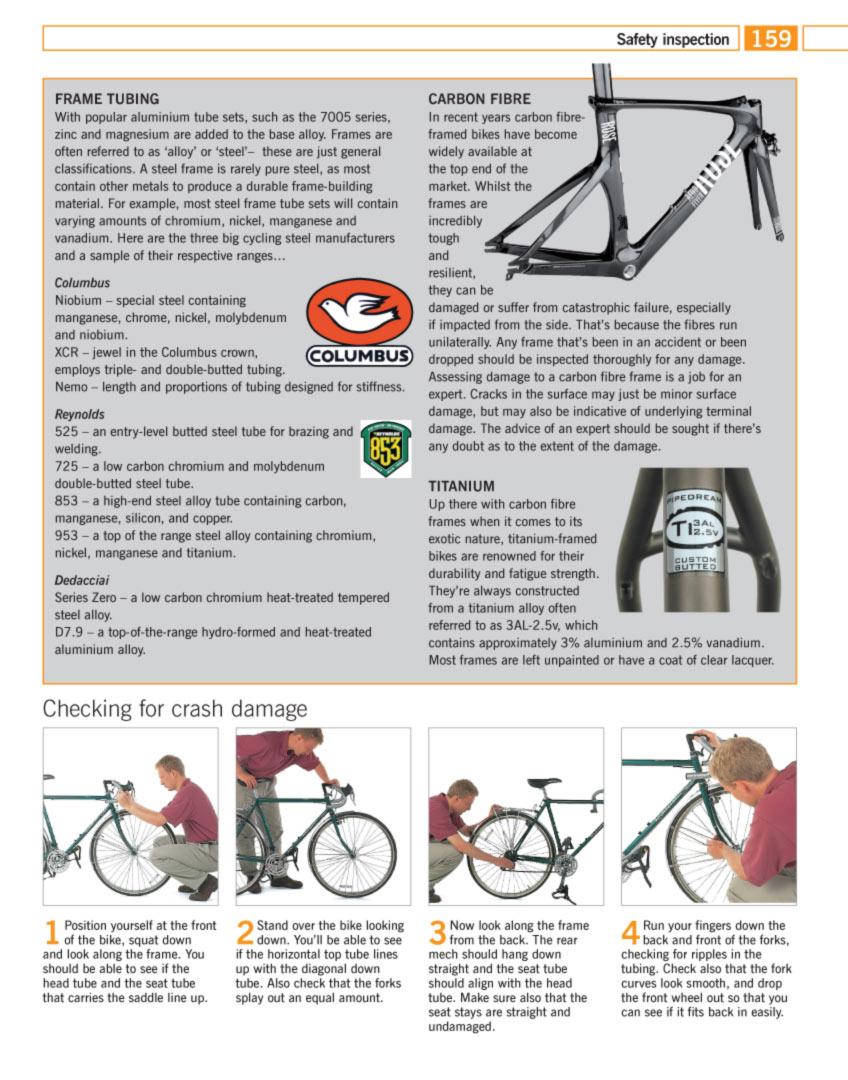 Safety inspection 159
FRAME TUBING
With popular aluminium tube sets, such as the 7005 series,
zinc and magnesium are added to the base alloy. Frames are
often referred to as ‘alloy’ or ‘steel’– these are just general
classifications. A steel frame is rarely pure steel, as most
contain other metals to produce a durable frame-building
material. For example, most steel frame tube sets will contain
varying amounts of chromium, nickel, manganese and
vanadium. Here are the three big cycling steel manufacturers
and a sample of their respective ranges…
Columbus
Niobium – special steel containing
manganese, chrome, nickel, molybdenum
and niobium.
XCR – jewel in the Columbus crown,
employs triple- and double-butted tubing.
Nemo – length and proportions of tubing designed for stiffness.
COLUMBUS
Reynolds
525 – an entry-level butted steel tube for brazing and
welding.
725 – a low carbon chromium and molybdenum
double-butted steel tube.
853 – a high-end steel alloy tube containing carbon,
manganese, silicon, and copper.
953 – a top of the range steel alloy containing chromium,
nickel, manganese and titanium.
853
Dedacciai
Series Zero – a low carbon chromium heat-treated tempered
steel alloy.
D7.9 – a top-of-the-range hydro-formed and heat-treated
aluminium alloy.
CARBON FIBRE
In recent years carbon fibre-
framed bikes have become
widely available at
the top end of the
market. Whilst the
frames are
incredibly
tough
and
resilient,
they can be
damaged or suffer from catastrophic failure, especially
if impacted from the side. That’s because the fibres run
unilaterally. Any frame that’s been in an accident or been
dropped should be inspected thoroughly for any damage.
Assessing damage to a carbon fibre frame is a job for an
expert. Cracks in the surface may just be minor surface
damage, but may also be indicative of underlying terminal
damage. The advice of an expert should be sought if there’s
any doubt as to the extent of the damage.
ROSE
TITANIUM
Up there with carbon fibre
frames when it comes to its
exotic nature, titanium-framed
bikes are renowned for their
durability and fatigue strength.
They’re always constructed
from a titanium alloy often
referred to as 3AL-2.5v, which
contains approximately 3% aluminium and 2.5% vanadium.
Most frames are left unpainted or have a coat of clear lacquer.
PIPEDREAM
TI 3AL
2.5V
CUSTOM
BUTTED
Checking for crash damage
1 Position yourself at the front
of the bike, squat down
and look along the frame. You
should be able to see if the
head tube and the seat tube
that carries the saddle line up.
2 Stand over the bike looking
down. You’ll be able to see
if the horizontal top tube lines
up with the diagonal down
tube. Also check that the forks
splay out an equal amount.
3 Now look along the frame
from the back. The rear
mech should hang down
straight and the seat tube
should align with the head
tube. Make sure also that the
seat stays are straight and
undamaged.
4 Run your fingers down the
back and front of the forks,
checking for ripples in the
tubing. Check also that the fork
curves look smooth, and drop
the front wheel out so that you
can see if it fits back in easily.